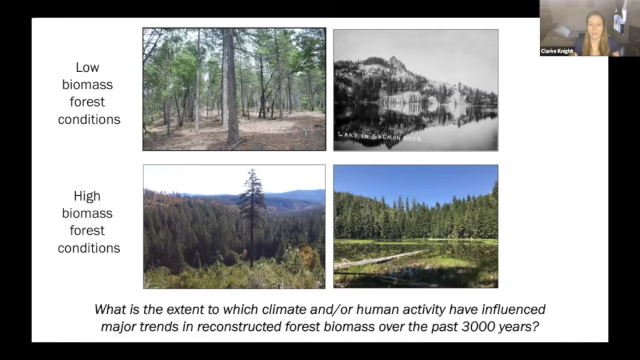 Low
biomass
forest
conditions
LAKE IN SALMON AREA
High
biomass
forest
conditions
What is the extent to which climate and/or human activity have influenced
major trends in reconstructed forest biomass over the past 3000 years?
Clarke Knight